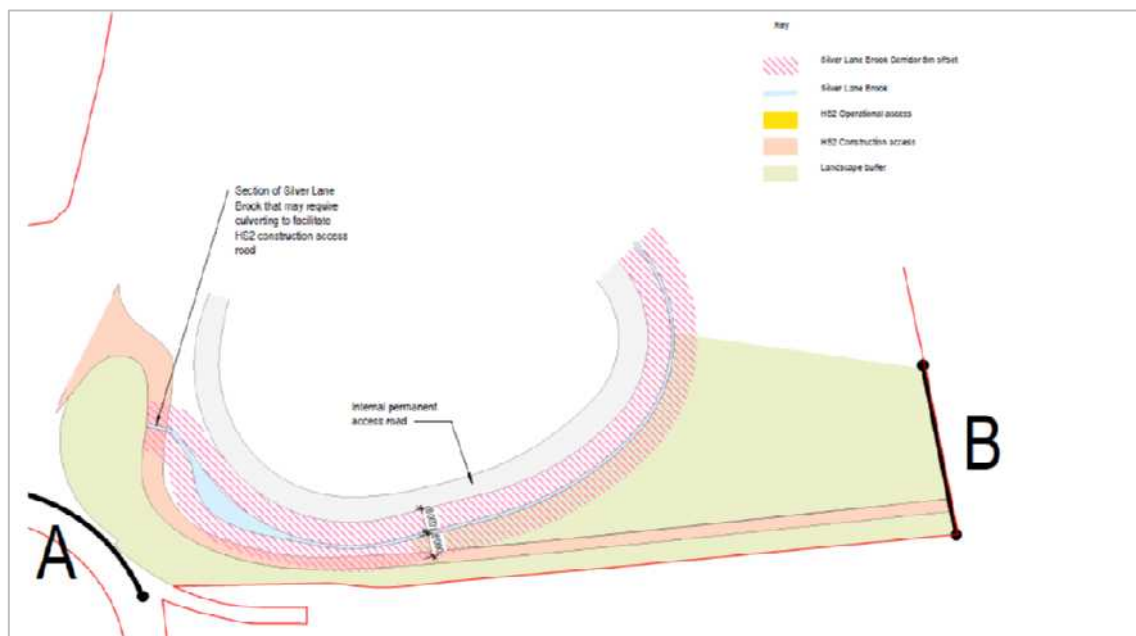 Key
Silver Lane Brook Corridor 8m offset
Silver Lane Brook
HS2 Operational access
HS2 Construction access
Landscape buffer
Section of Silver Lane
Brook that may require
culverting to facilitate
HS2 construction access
road
Internal permanent
access road
A
B